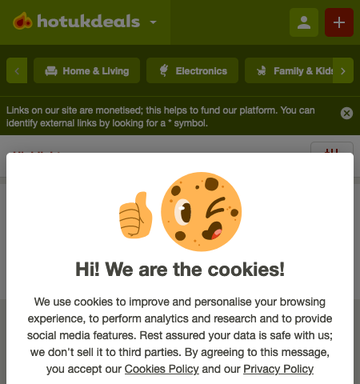 hotukdeals
Home & Living
Electronics
Family & Kids
Links on our site are monetised; this helps to fund our platform. You can
identify external links by looking for a * symbol.
Hi! We are the cookies!
We use cookies to improve and personalise your browsing
experience, to perform analytics and research and to provide
social media features. Rest assured your data is safe with us;
we don't sell it to third parties. By agreeing to this message,
you accept our Cookies Policy and our Privacy Policy